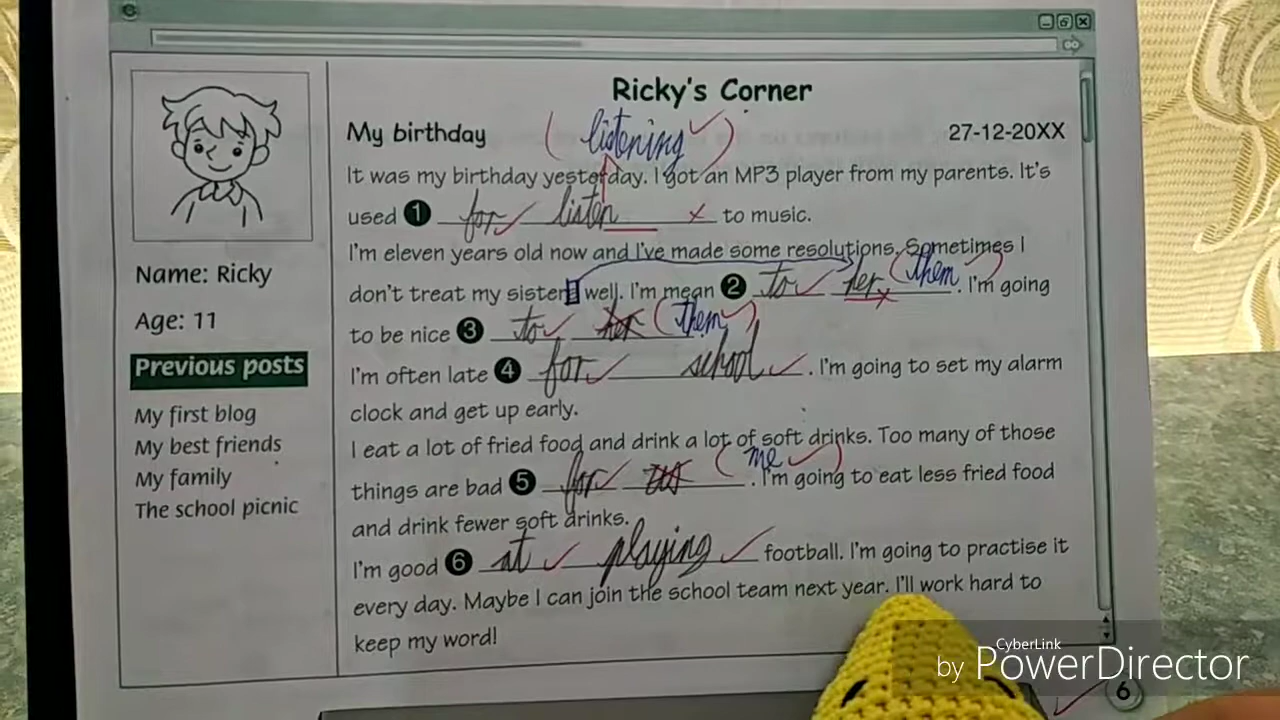 Ricky's Corner
My birthday
27-12-20XX
(listening)
It was my birthday yesterday. I got an MP3 player from my parents. It's
used 1 for listen to music.
I'm eleven years old now and I've made some resolutions. Sometimes I
don't treat my sisters well. I'm mean 2 to her (them). I'm going
to be nice 3 to her (them)
I'm often late 4 for school. I'm going to set my alarm
clock and get up early.
I eat a lot of fried food and drink a lot of soft drinks. Too many of those
things are bad 5 for (me). I'm going to eat less fried food
and drink fewer soft drinks.
I'm good 6 at playing football. I'm going to practise it
every day. Maybe I can join the school team next year. I'll work hard to
keep my word!
Name: Ricky
Age: 11
Previous posts
My first blog
My best friends
My family
The school picnic
CyberLink
by PowerDirector
6